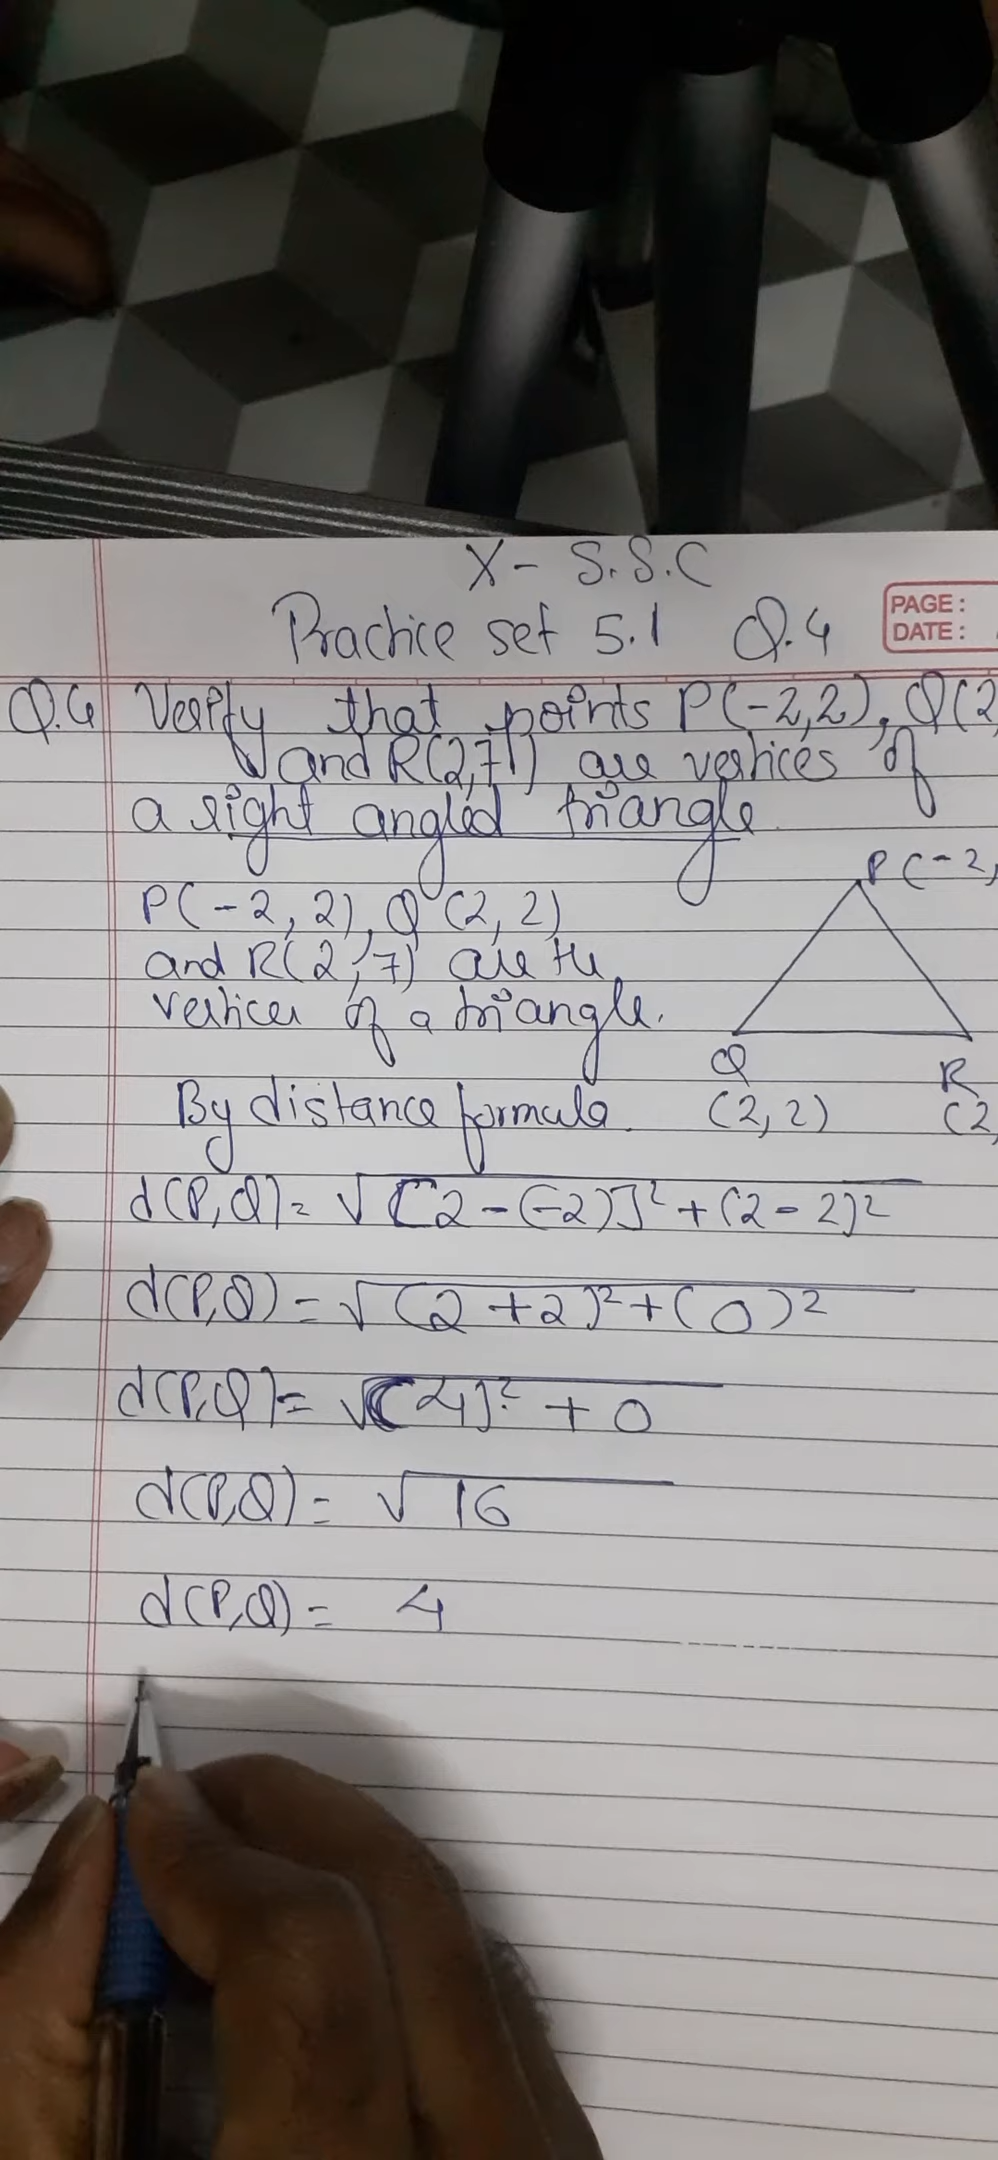 X- S.S.C
Practice set 5.1 Q.4
PAGE:
DATE:
Q.4 Verify that points P(-2,2), Q(2
and R(2,7) are vertices of
a right angled triangle.
P(-2,
P(-2, 2), Q (2, 2)
and R(2, 7) are the
vertices of a triangle.
Q
R
By distance formula.
(2, 2)
(2,
d(P,Q)= √[2-(-2)]²+(2-2)²
d(P,Q) = √(2+2)²+(0)²
d(P,Q)= √(4)² + 0
d(P,Q)= √16
d(P,Q)= 4